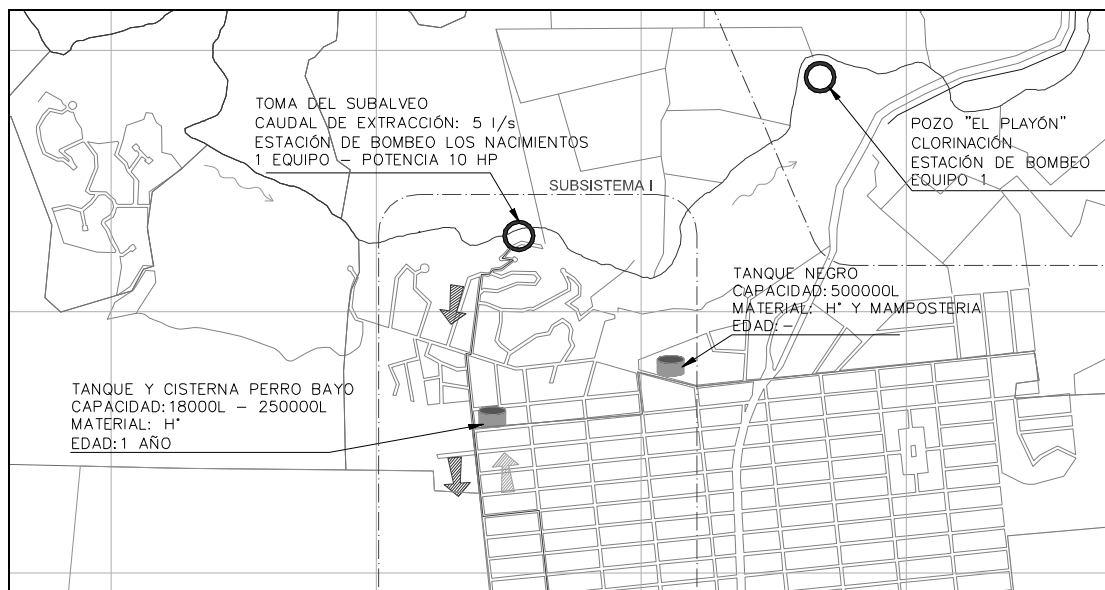 TOMA DEL SUBALVEO
CAUDAL DE EXTRACCIÓN: 5 l/s
ESTACIÓN DE BOMBEO LOS NACIMIENTOS
1 EQUIPO – POTENCIA 10 HP
POZO "EL PLAYÓN"
CLORINACIÓN
ESTACIÓN DE BOMBEO
EQUIPO 1
SUBSISTEMA I
TANQUE NEGRO
CAPACIDAD: 500000L
MATERIAL: H° Y MAMPOSTERIA
EDAD: –
TANQUE Y CISTERNA PERRO BAYO
CAPACIDAD: 18000L – 250000L
MATERIAL: H°
EDAD: 1 AÑO